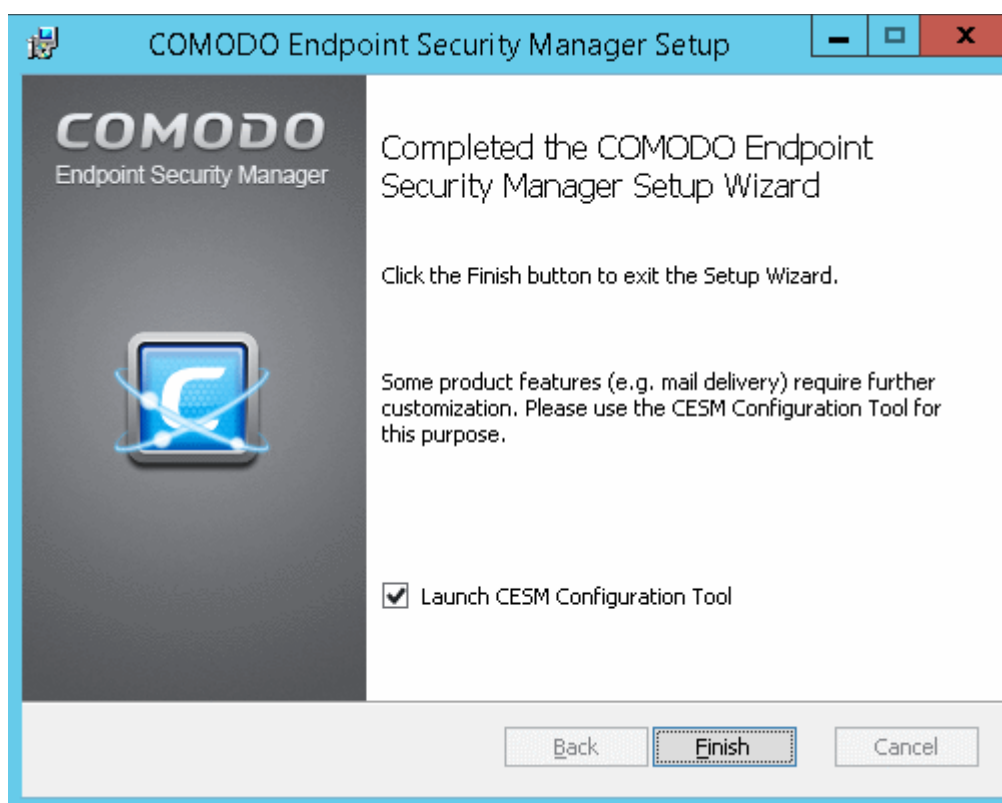 COMODO Endpoint Security Manager Setup
COMODO
Endpoint Security Manager
Completed the COMODO Endpoint
Security Manager Setup Wizard
Click the Finish button to exit the Setup Wizard.
Some product features (e.g. mail delivery) require further
customization. Please use the CESM Configuration Tool for
this purpose.
Launch CESM Configuration Tool
Back
Finish
Cancel